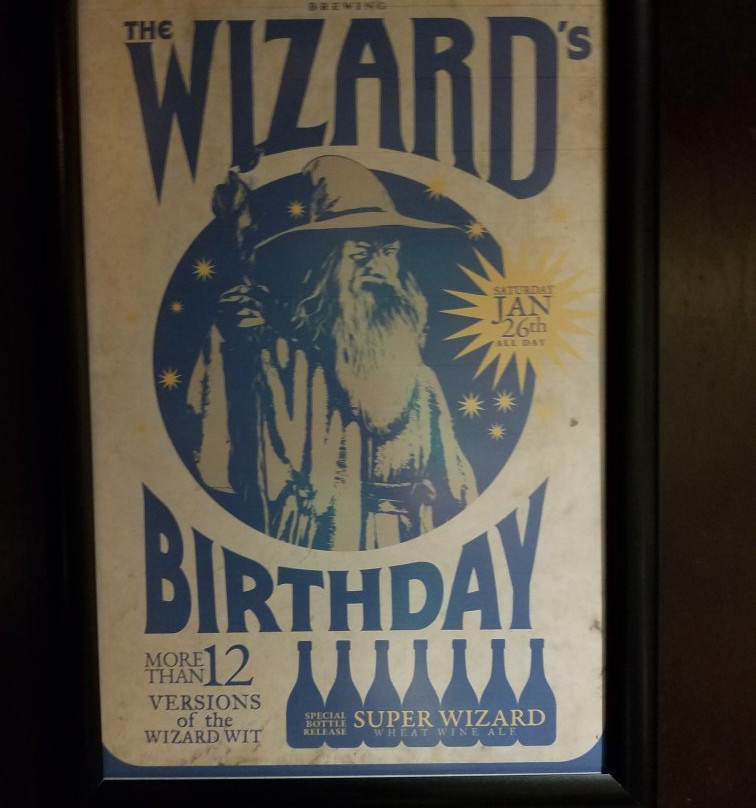 BREWING
THE WIZARD'S
SATURDAY
JAN
26th
ALL DAY
BIRTHDAY
MORE
THAN 12
VERSIONS
of the
WIZARD WIT
SPECIAL
BOTTLE
RELEASE
SUPER WIZARD
WHEAT WINE ALE